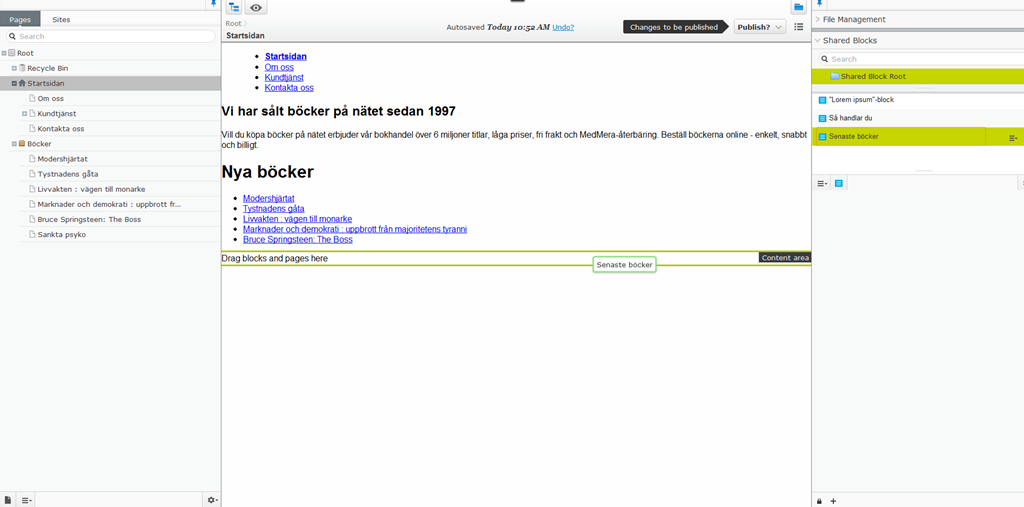 Pages
Sites
Search
Root
Recycle Bin
Startsidan
Om oss
Kundtjänst
Kontakta oss
Böcker
Modershjärtat
Tystnadens gåta
Livvakten : vägen till monarke
Marknader och demokrati : uppbrott fr...
Bruce Springsteen: The Boss
Sankta psyko
Root
Startsidan
Autosaved Today 10:52 AM Undo?
Changes to be published
Publish?
Startsidan
Om oss
Kundtjänst
Kontakta oss
Vi har sålt böcker på nätet sedan 1997
Vill du köpa böcker på nätet erbjuder vår bokhandel över 6 miljoner titlar, låga priser, fri frakt och MedMera-återbäring. Beställ böckerna online - enkelt, snabbt
och billigt.
Nya böcker
Modershjärtat
Tystnadens gåta
Livvakten : vägen till monarke
Marknader och demokrati : uppbrott från majoritetens tyranni
Bruce Springsteen: The Boss
Drag blocks and pages here
Content area
Senaste böcker
File Management
Shared Blocks
Search
Shared Block Root
"Lorem ipsum"-block
Så handlar du
Senaste böcker